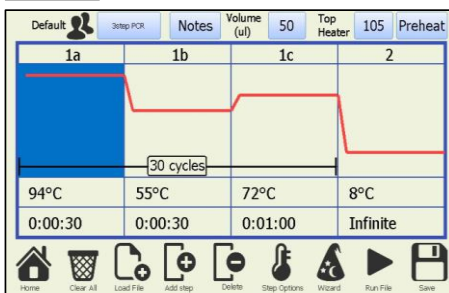 Default 3step PCR Notes Volume (ul) 50 Top Heater 105 Preheat
1a 1b 1c 2
30 cycles
94°C 55°C 72°C 8°C
0:00:30 0:00:30 0:01:00 Infinite
Home Clear All Load File Add step Delete Step Options Wizard Run File Save